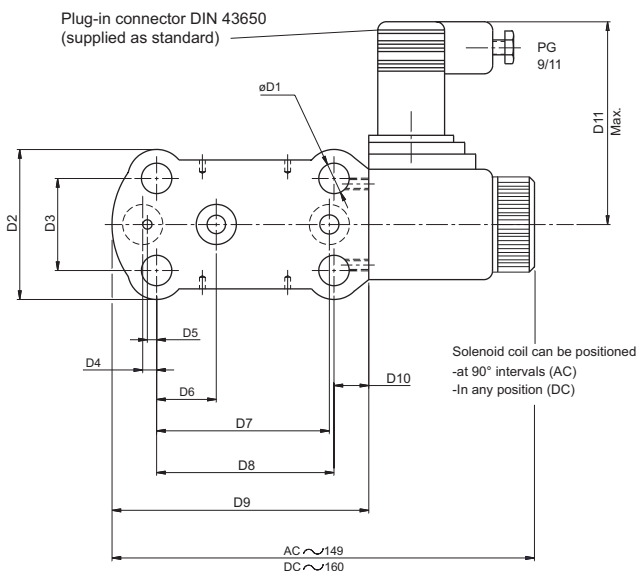 Plug-in connector DIN 43650
(supplied as standard)
PG
9/11
øD1
D11
Max.
D2
D3
D5
D4
D6
D10
Solenoid coil can be positioned
-at 90° intervals (AC)
-In any position (DC)
D7
D8
D9
AC ~149
DC ~160